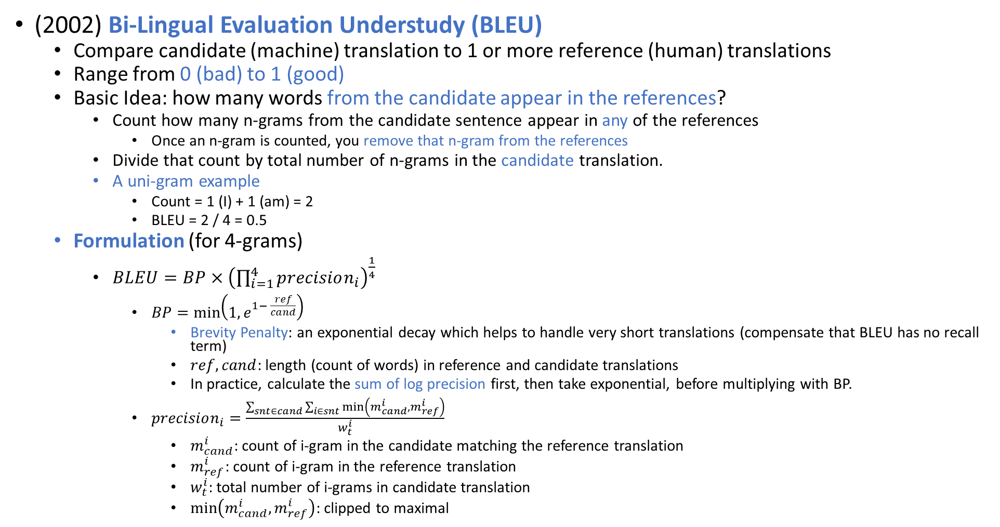 • (2002) Bi-Lingual Evaluation Understudy (BLEU)
• Compare candidate (machine) translation to 1 or more reference (human) translations
• Range from 0 (bad) to 1 (good)
• Basic Idea: how many words from the candidate appear in the references?
• Count how many n-grams from the candidate sentence appear in any of the references
• Once an n-gram is counted, you remove that n-gram from the references
• Divide that count by total number of n-grams in the candidate translation.
• A uni-gram example
• Count = 1 (I) + 1 (am) = 2
• BLEU = 2 / 4 = 0.5
• Formulation (for 4-grams)
• $BLEU = BP \times \left(\prod_{i=1}^{4} precision_i\right)^{\frac{1}{4}}$
• $BP = \min\left(1, e^{1-\frac{ref}{cand}}\right)$
• Brevity Penalty: an exponential decay which helps to handle very short translations (compensate that BLEU has no recall
term)
• $ref, cand$: length (count of words) in reference and candidate translations
• In practice, calculate the sum of log precision first, then take exponential, before multiplying with BP.
• $precision_i = \frac{\sum_{snt \in cand} \sum_{i \in snt} \min\left(m_{cand}^{i}, m_{ref}^{i}\right)}{w_t^i}$
• $m_{cand}^{i}$: count of i-gram in the candidate matching the reference translation
• $m_{ref}^{i}$: count of i-gram in the reference translation
• $w_t^i$: total number of i-grams in candidate translation
• $\min\left(m_{cand}^{i}, m_{ref}^{i}\right)$: clipped to maximal